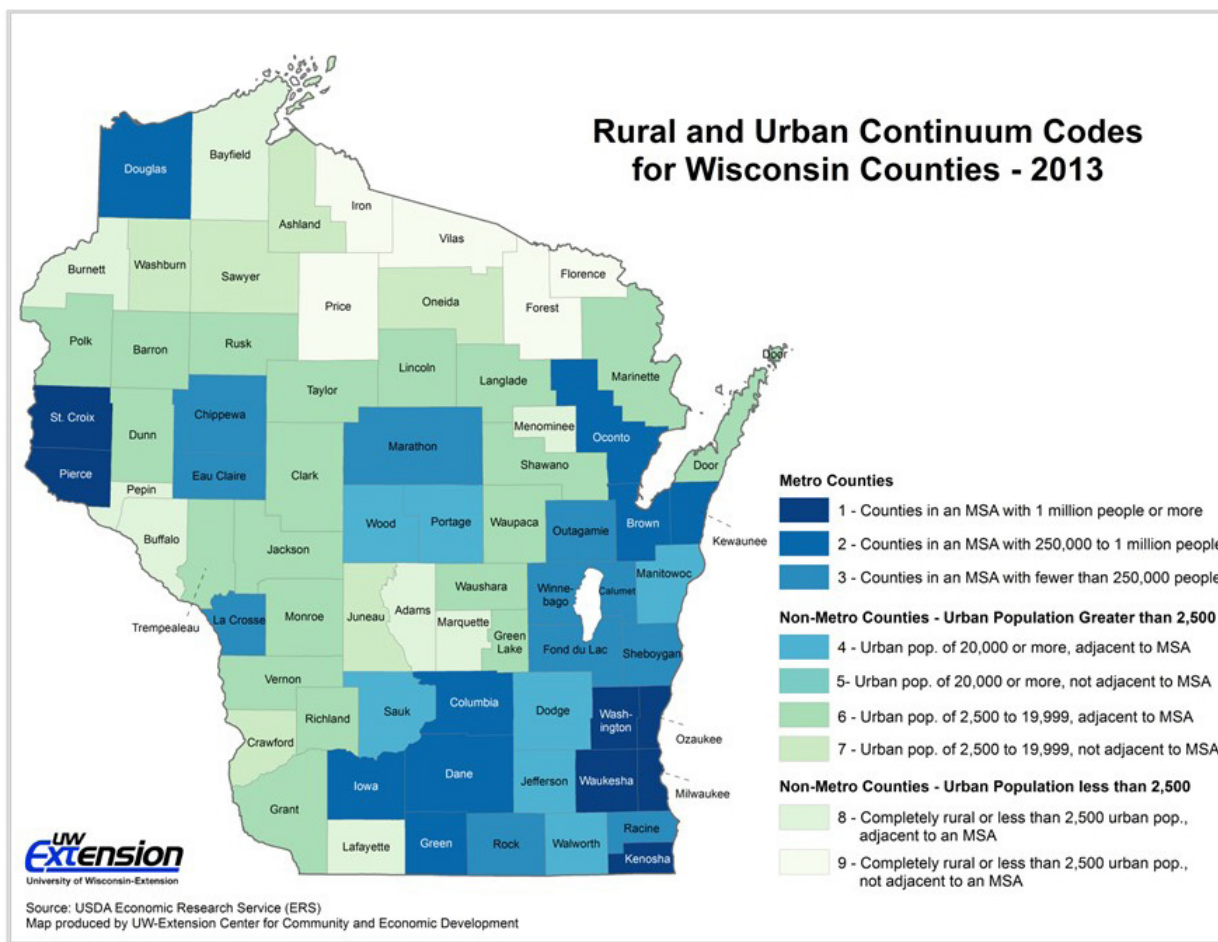 Rural and Urban Continuum Codes
for Wisconsin Counties - 2013
Douglas
Bayfield
Iron
Ashland
Vilas
Burnett
Washburn
Sawyer
Florence
Price
Oneida
Forest
Polk
Barron
Rusk
Lincoln
Langlade
Marinette
Door
Taylor
St. Croix
Chippewa
Dunn
Menominee
Oconto
Marathon
Pierce
Eau Claire
Clark
Shawano
Door
Pepin
Wood
Portage
Waupaca
Outagamie
Brown
Kewaunee
Buffalo
Jackson
Manitowoc
Trempealeau
La Crosse
Monroe
Juneau
Adams
Waushara
Marquette
Green
Lake
Winne-
bago
Calumet
Fond du Lac
Sheboygan
Vernon
Richland
Sauk
Columbia
Dodge
Wash-
ington
Ozaukee
Crawford
Iowa
Dane
Jefferson
Waukesha
Milwaukee
Grant
Lafayette
Green
Rock
Walworth
Racine
Kenosha
Metro Counties
1 - Counties in an MSA with 1 million people or more
2 - Counties in an MSA with 250,000 to 1 million people
3 - Counties in an MSA with fewer than 250,000 people
Non-Metro Counties - Urban Population Greater than 2,500
4 - Urban pop. of 20,000 or more, adjacent to MSA
5- Urban pop. of 20,000 or more, not adjacent to MSA
6 - Urban pop. of 2,500 to 19,999, adjacent to MSA
7 - Urban pop. of 2,500 to 19,999, not adjacent to MSA
Non-Metro Counties - Urban Population less than 2,500
8 - Completely rural or less than 2,500 urban pop.,
adjacent to an MSA
9 - Completely rural or less than 2,500 urban pop.,
not adjacent to an MSA
UW
Extension
University of Wisconsin-Extension
Source: USDA Economic Research Service (ERS)
Map produced by UW-Extension Center for Community and Economic Development